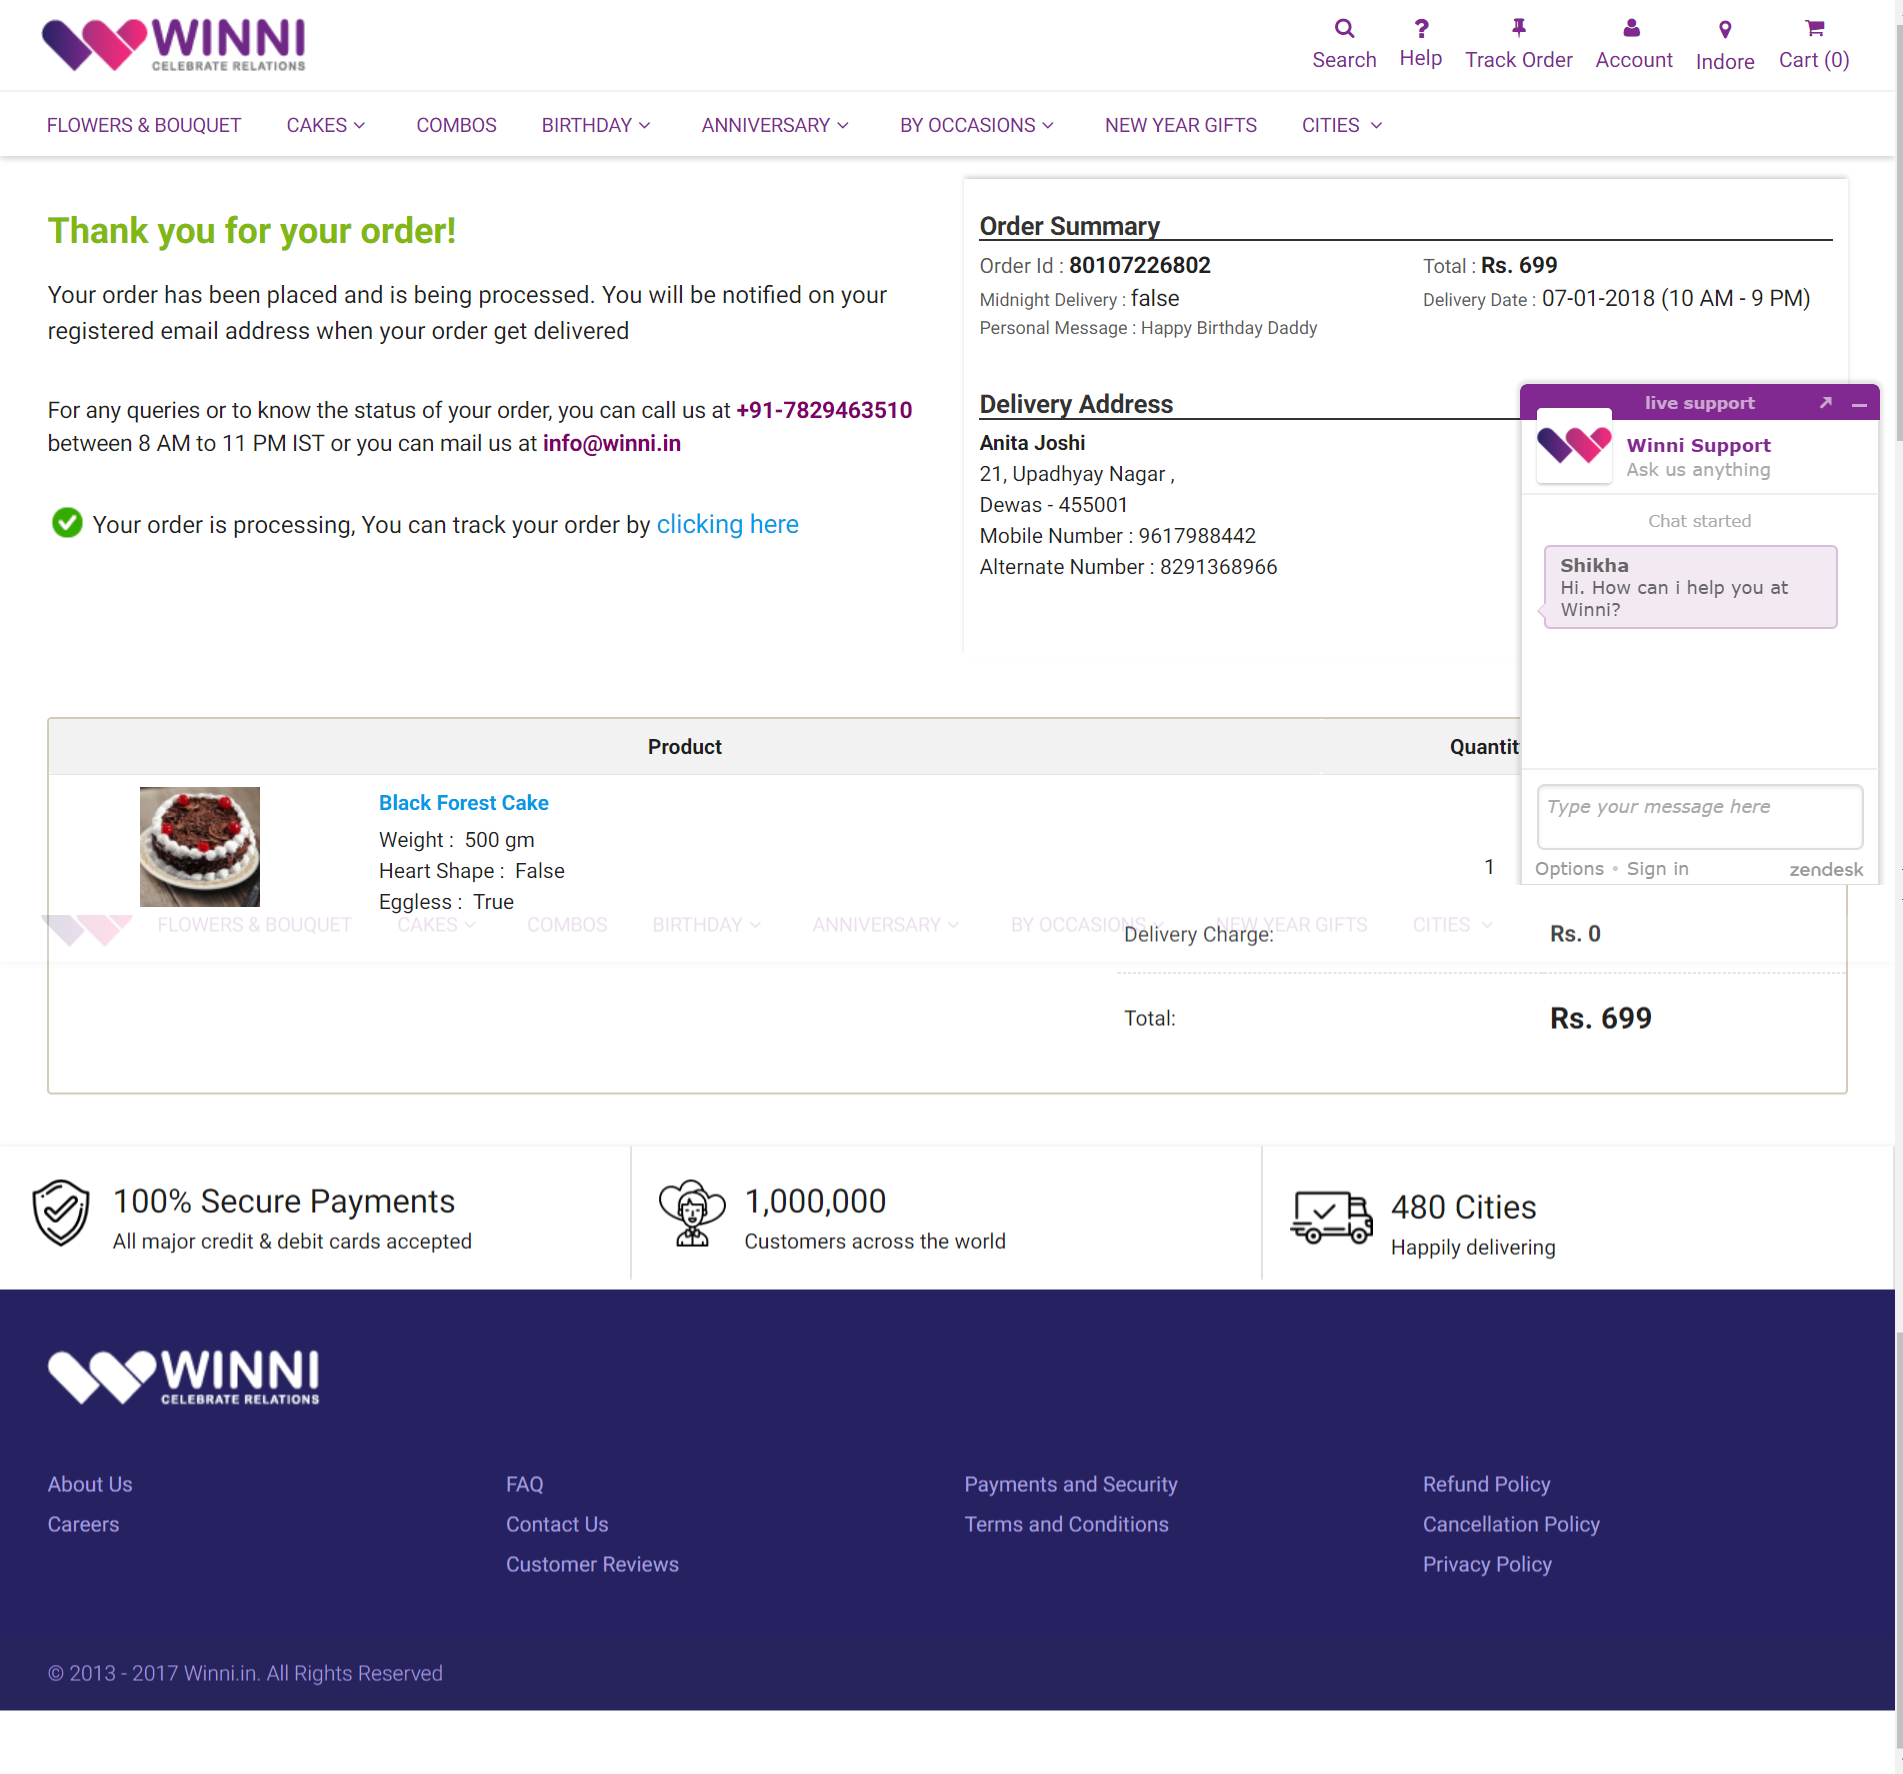 WINNI
CELEBRATE RELATIONS
Search
Help
Track Order
Account
Indore
Cart (0)
FLOWERS & BOUQUET
CAKES
COMBOS
BIRTHDAY
ANNIVERSARY
BY OCCASIONS
NEW YEAR GIFTS
CITIES
Thank you for your order!
Your order has been placed and is being processed. You will be notified on your
registered email address when your order get delivered
For any queries or to know the status of your order, you can call us at +91-7829463510
between 8 AM to 11 PM IST or you can mail us at info@winni.in
Your order is processing, You can track your order by clicking here
Order Summary
Order Id : 80107226802
Total : Rs. 699
Midnight Delivery : false
Delivery Date : 07-01-2018 (10 AM - 9 PM)
Personal Message : Happy Birthday Daddy
Delivery Address
Anita Joshi
21, Upadhyay Nagar ,
Dewas - 455001
Mobile Number : 9617988442
Alternate Number : 8291368966
live support
Winni Support
Ask us anything
Chat started
Shikha
Hi. How can i help you at
Winni?
Type your message here
Options • Sign in
zendesk
Product
Quantit
Black Forest Cake
Weight : 500 gm
Heart Shape : False
Eggless : True
1
FLOWERS & BOUQUET
CAKES
COMBOS
BIRTHDAY
ANNIVERSARY
BY OCCASIONS
NEW YEAR GIFTS
CITIES
Delivery Charge:
Rs. 0
Total:
Rs. 699
100% Secure Payments
All major credit & debit cards accepted
1,000,000
Customers across the world
480 Cities
Happily delivering
WINNI
CELEBRATE RELATIONS
About Us
Careers
FAQ
Contact Us
Customer Reviews
Payments and Security
Terms and Conditions
Refund Policy
Cancellation Policy
Privacy Policy
© 2013 - 2017 Winni.in. All Rights Reserved